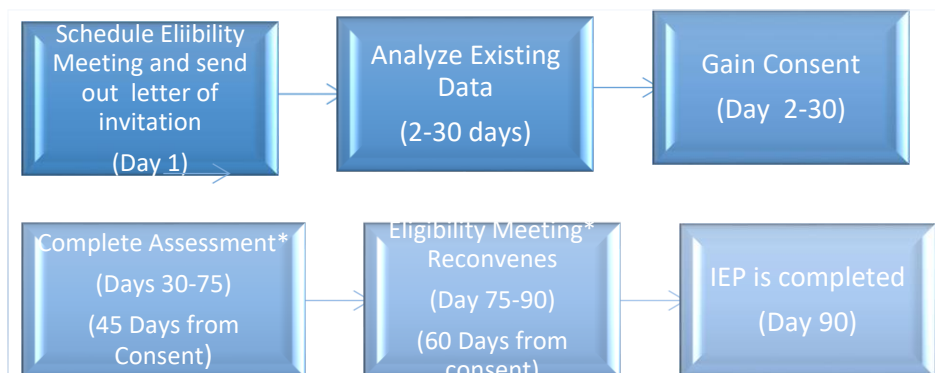 Schedule Eliibility
Meeting and send
out letter of
invitation
(Day 1)
Analyze Existing
Data
(2-30 days)
Gain Consent
(Day 2-30)
Complete Assessment*
(Days 30-75)
(45 Days from
Consent)
Eligibility Meeting*
Reconvenes
(Day 75-90)
(60 Days from
consent)
IEP is completed
(Day 90)